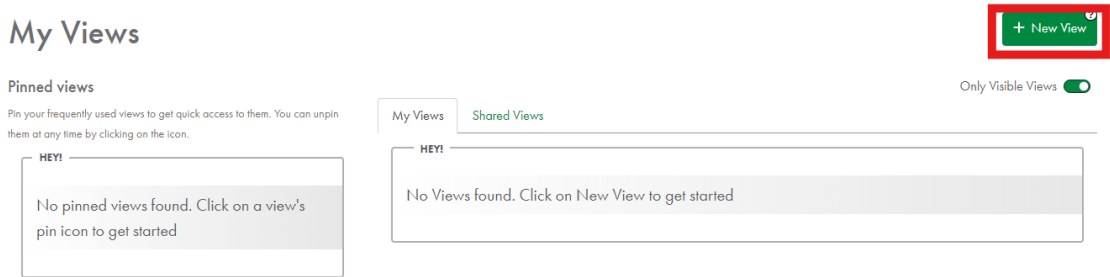 My Views
? 
+ New View
Pinned views
Only Visible Views
Pin your frequently used views to get quick access to them. You can unpin
them at any time by clicking on the icon.
My Views
Shared Views
HEY!
No pinned views found. Click on a view's
pin icon to get started
HEY!
No Views found. Click on New View to get started